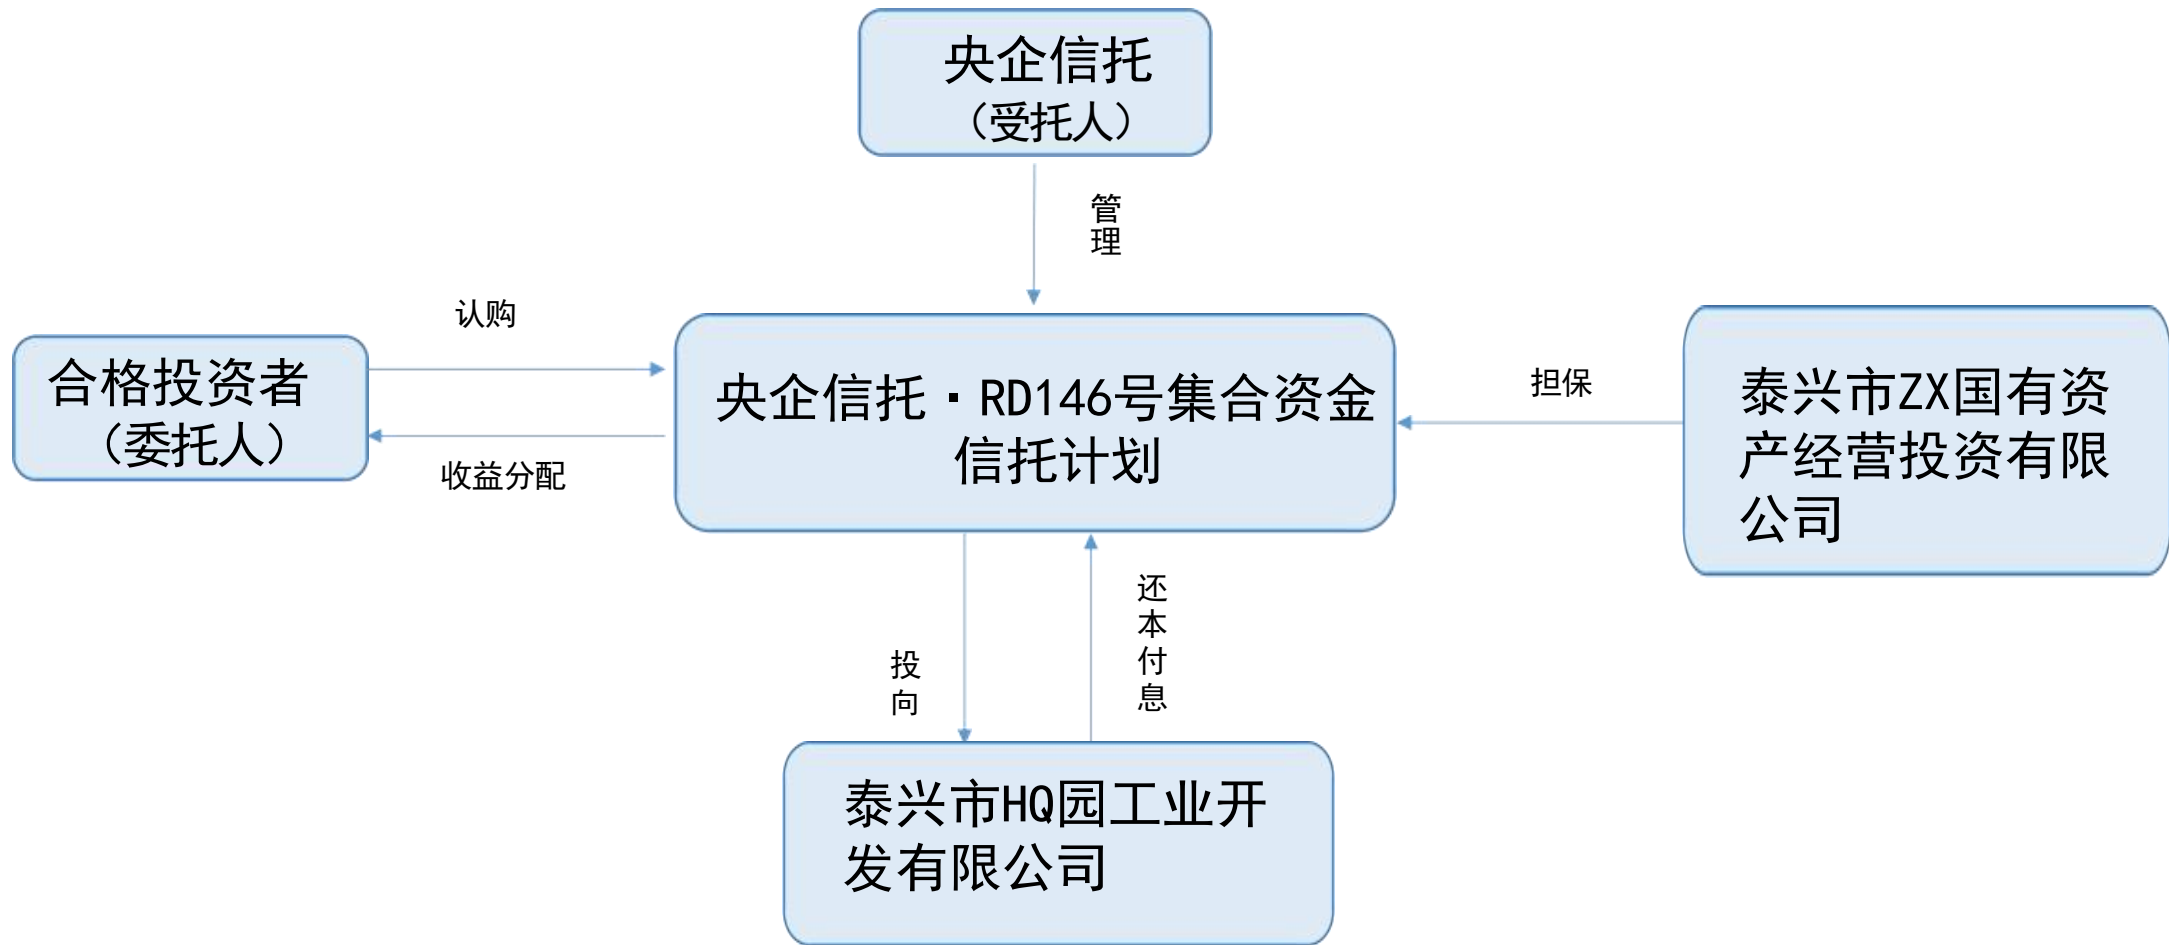 央企信托
（受托人）
管
理
认购
合格投资者
（委托人）
收益分配
央企信托·RD146号集合资金
信托计划
担保
泰兴市ZX国有资
产经营投资有限
公司
投
向
还
本
付
息
泰兴市HQ园工业开
发有限公司